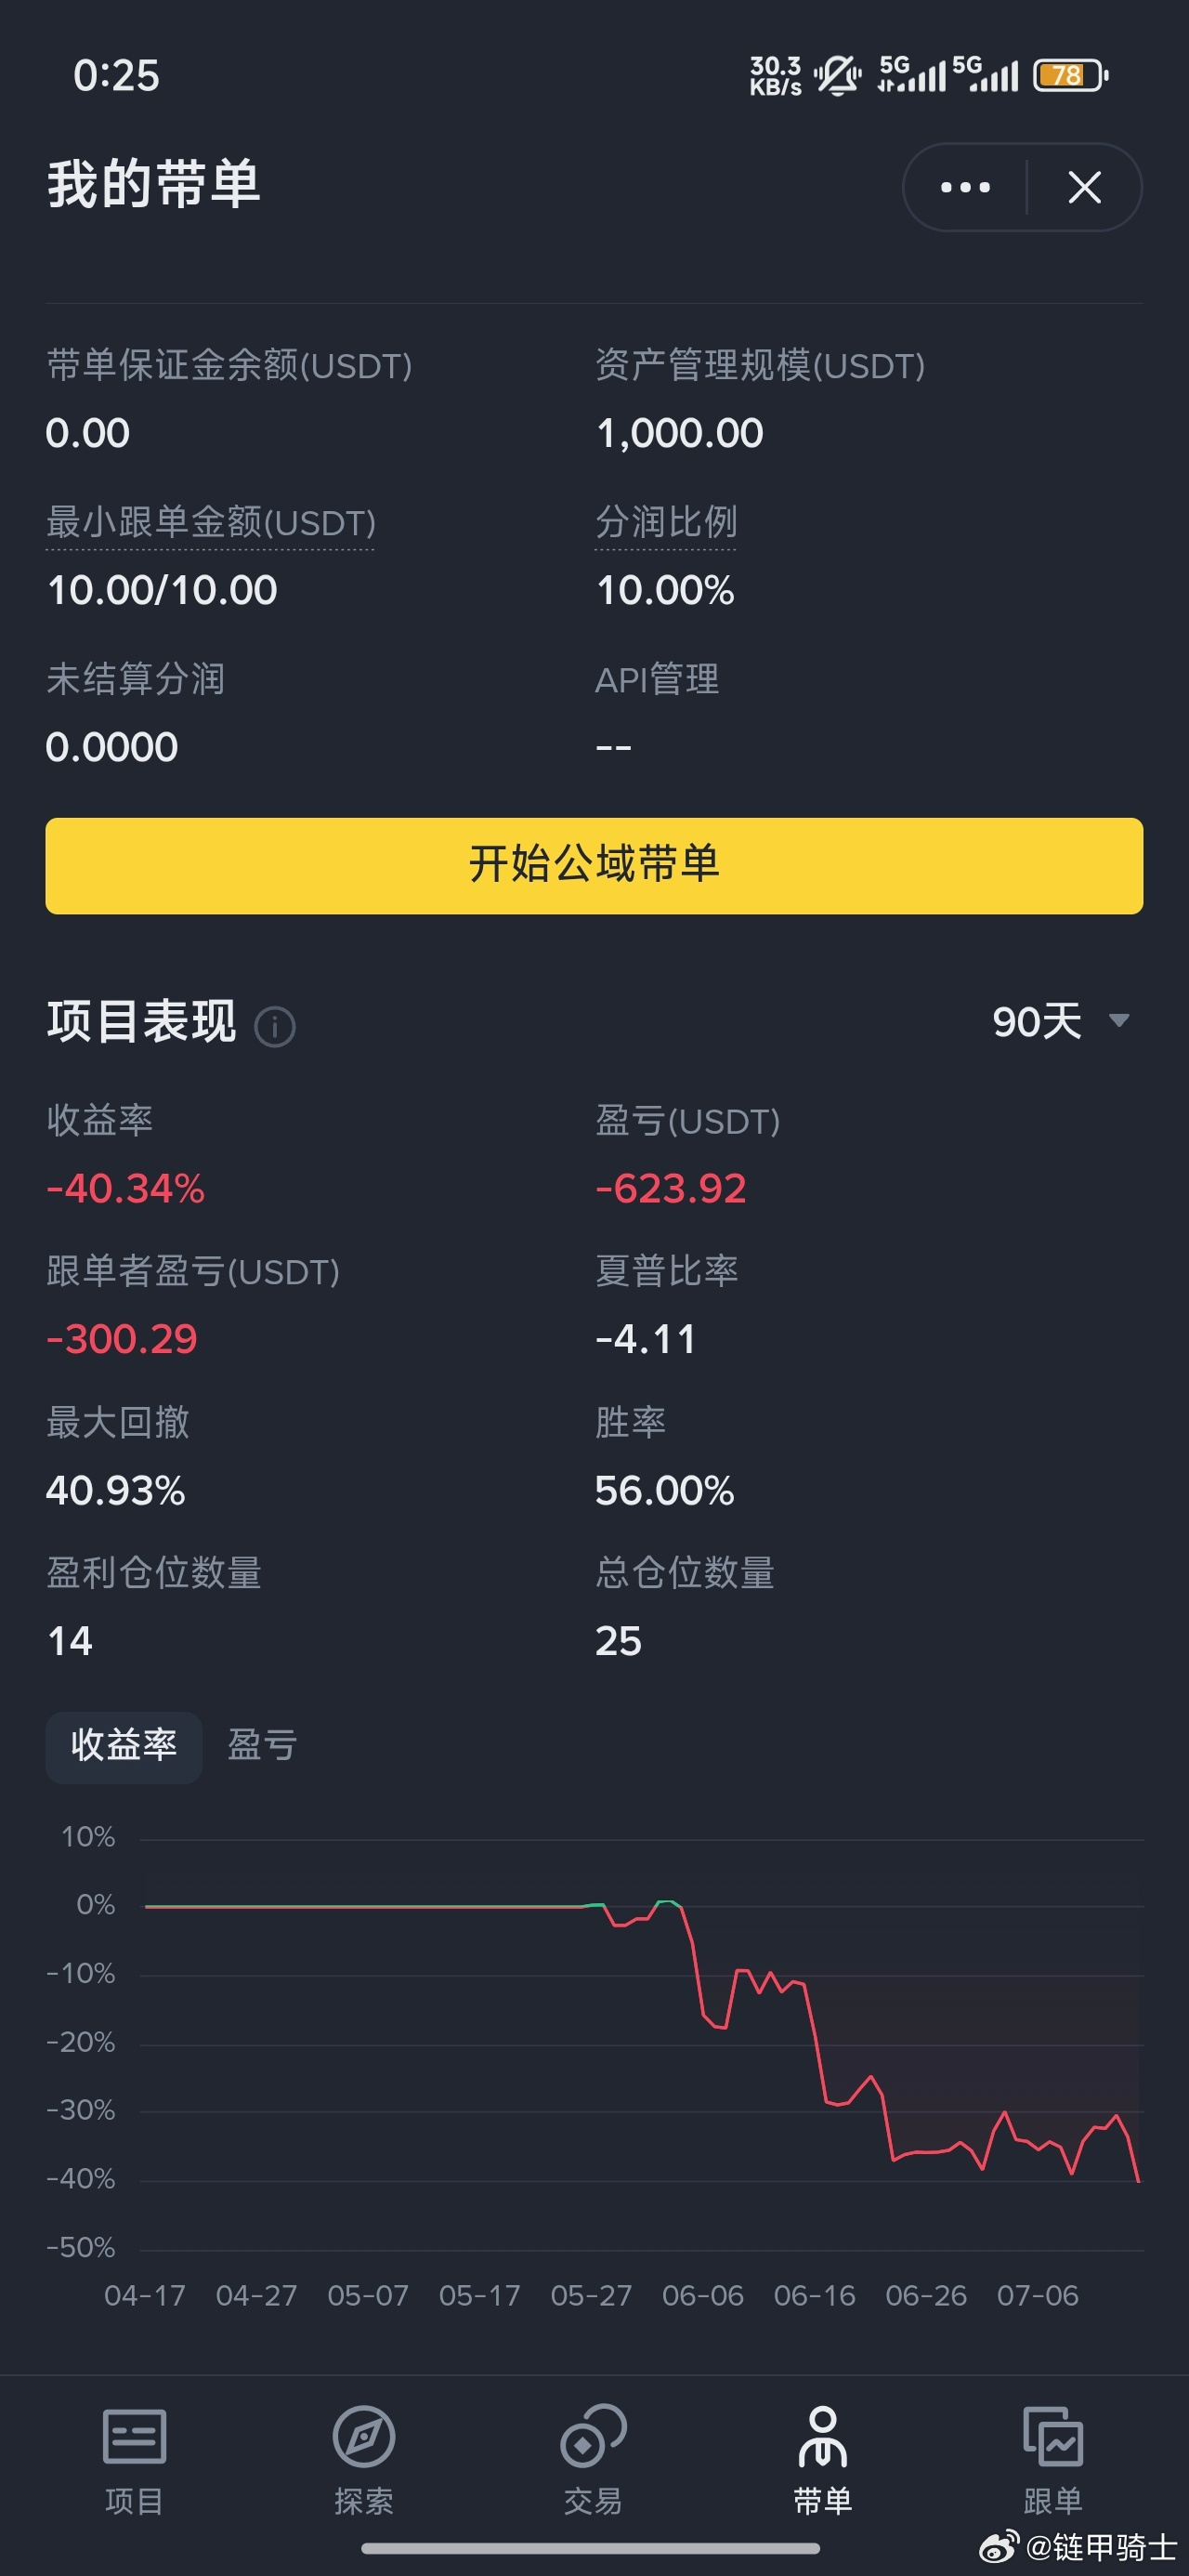 0:25
30.3 KB/s 5G 5G 78
我的带单
带单保证金余额(USDT) 资产管理规模(USDT)
0.00 1,000.00
最小跟单金额(USDT) 分润比例
10.00/10.00 10.00%
未结算分润 API管理
0.0000 --
开始公域带单
项目表现 90天
收益率 盈亏(USDT)
-40.34% -623.92
跟单者盈亏(USDT) 夏普比率
-300.29 -4.11
最大回撤 胜率
40.93% 56.00%
盈利仓位数量 总仓位数量
14 25
收益率 盈亏
10%
0%
-10%
-20%
-30%
-40%
-50%
04-17 04-27 05-07 05-17 05-27 06-06 06-16 06-26 07-06
项目 探索 交易 带单 跟单
@链甲骑士